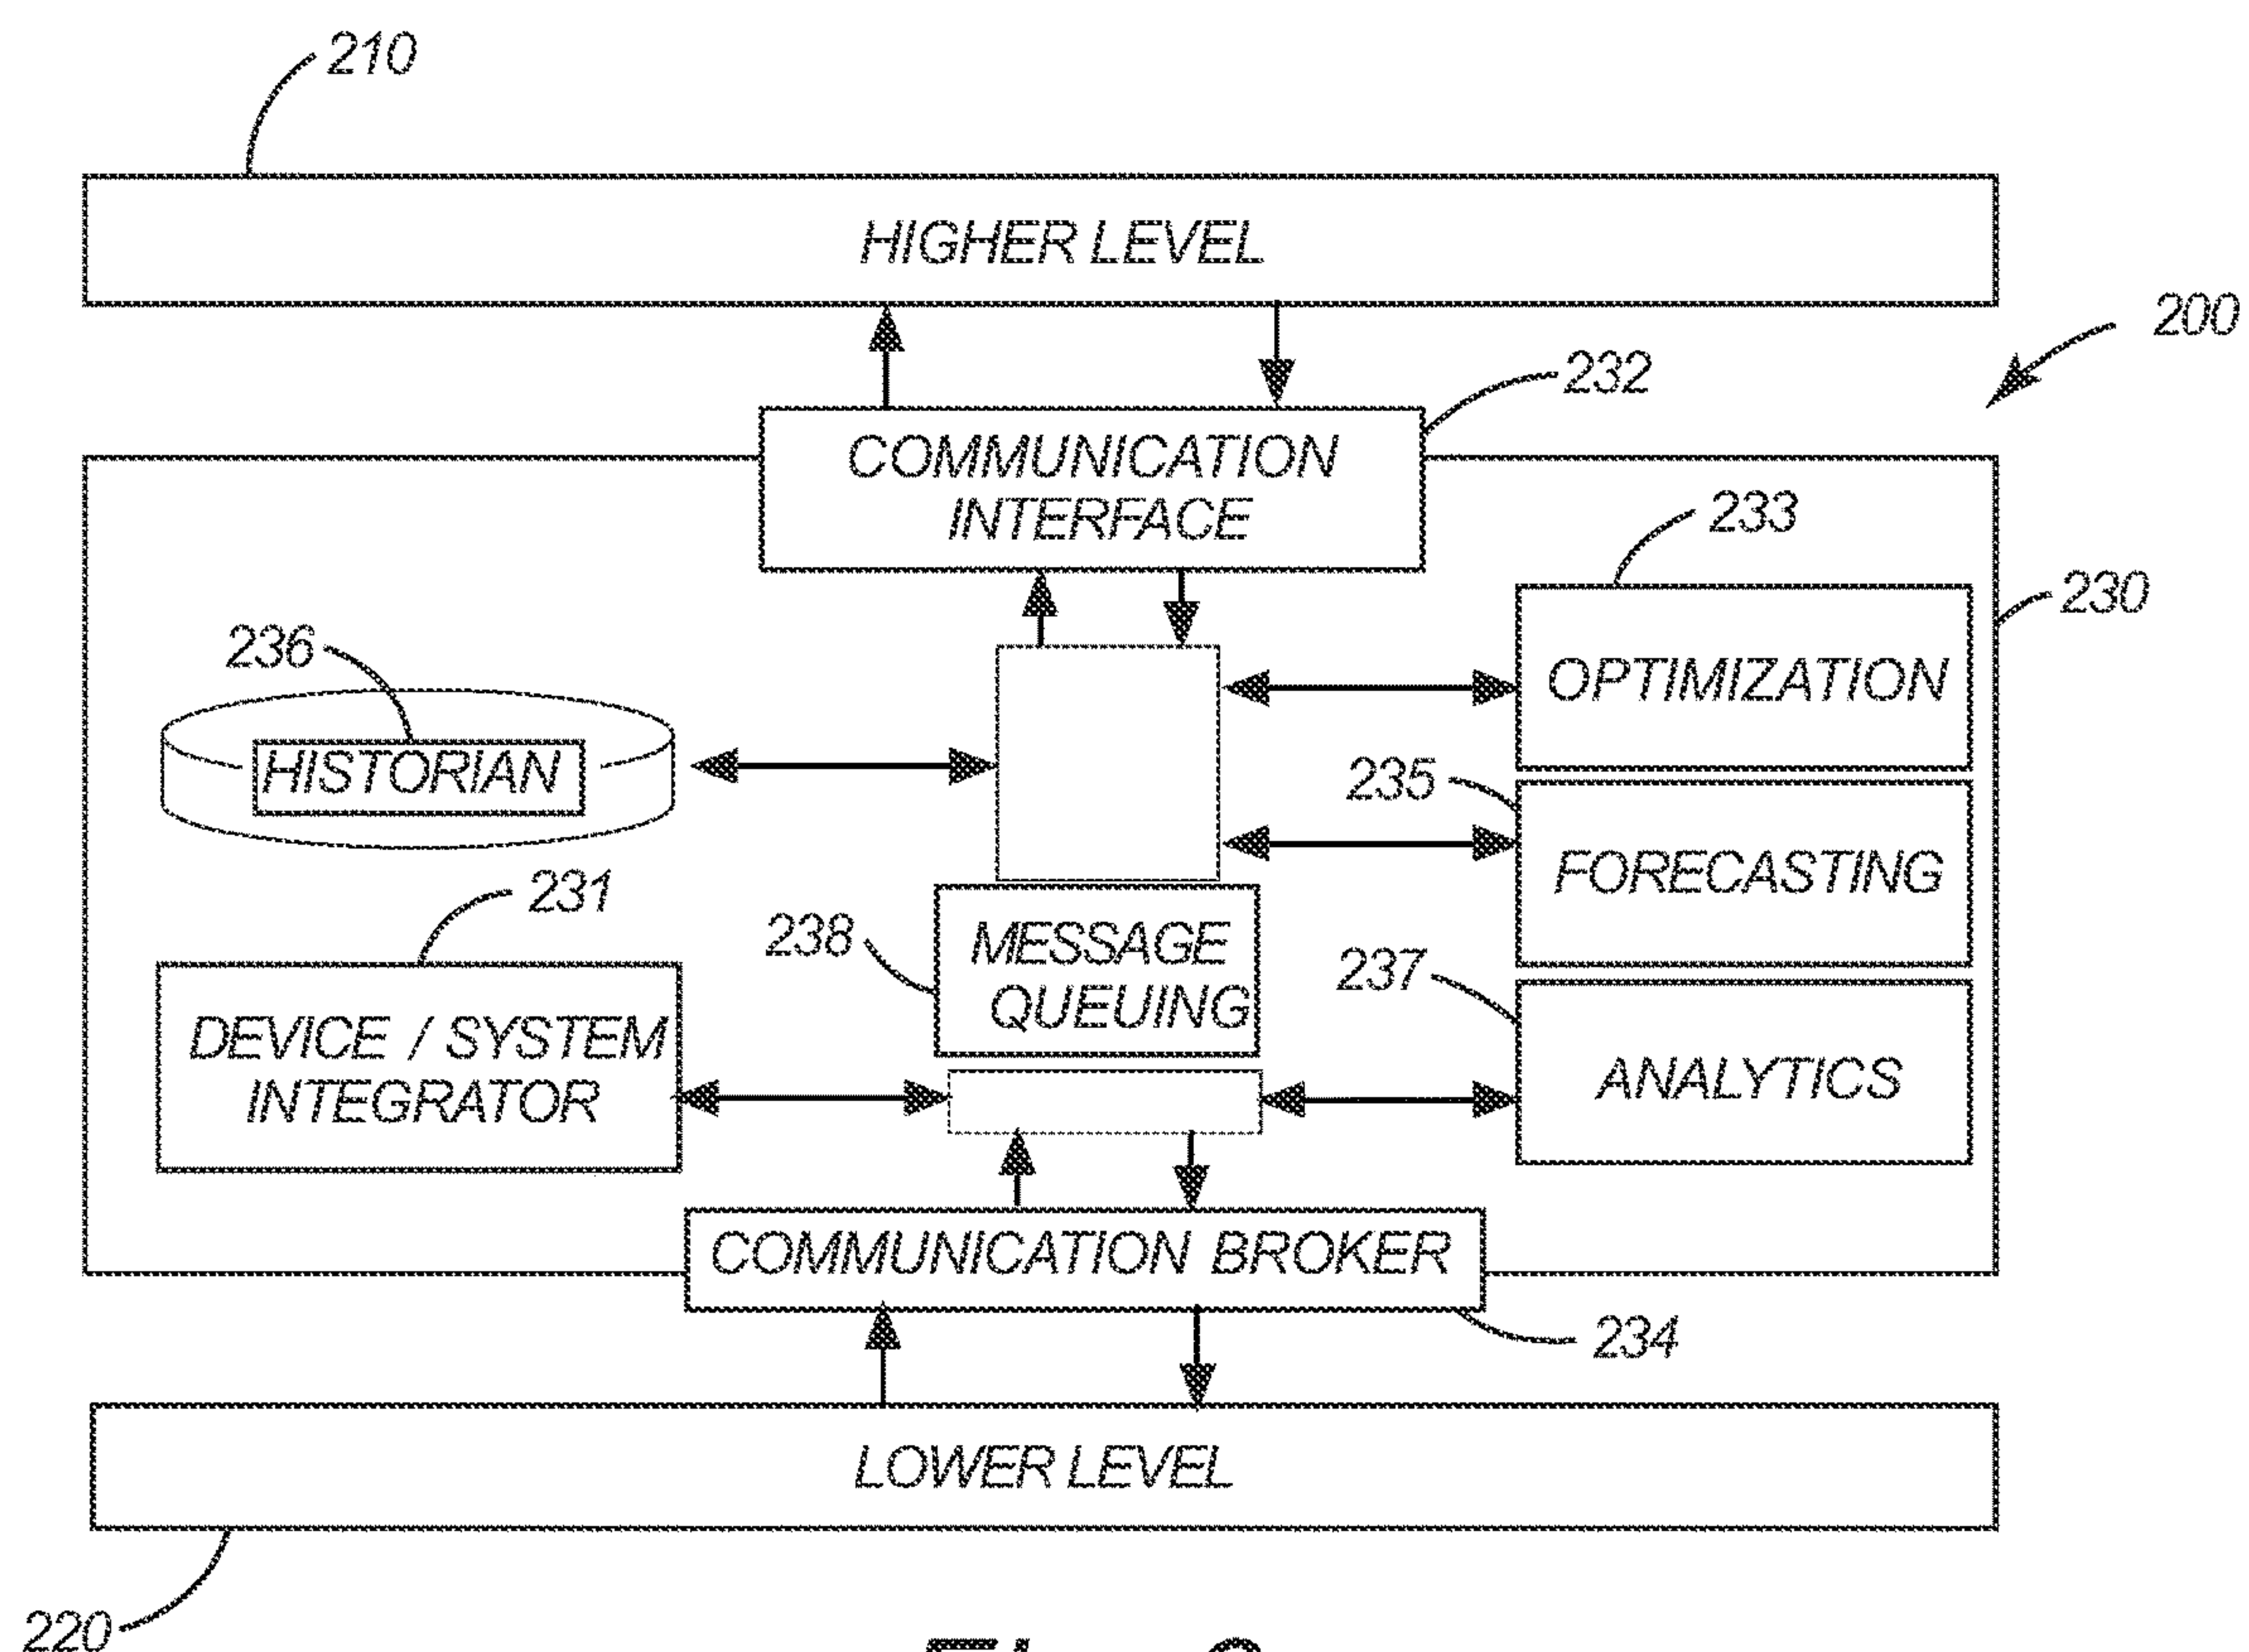 210
HIGHER LEVEL
200
232
COMMUNICATION
INTERFACE
233
230
236
OPTIMIZATION
HISTORIAN
235
231
FORECASTING
238
MESSAGE
QUEUING
237
DEVICE / SYSTEM
INTEGRATOR
ANALYTICS
COMMUNICATION BROKER
234
LOWER LEVEL
220